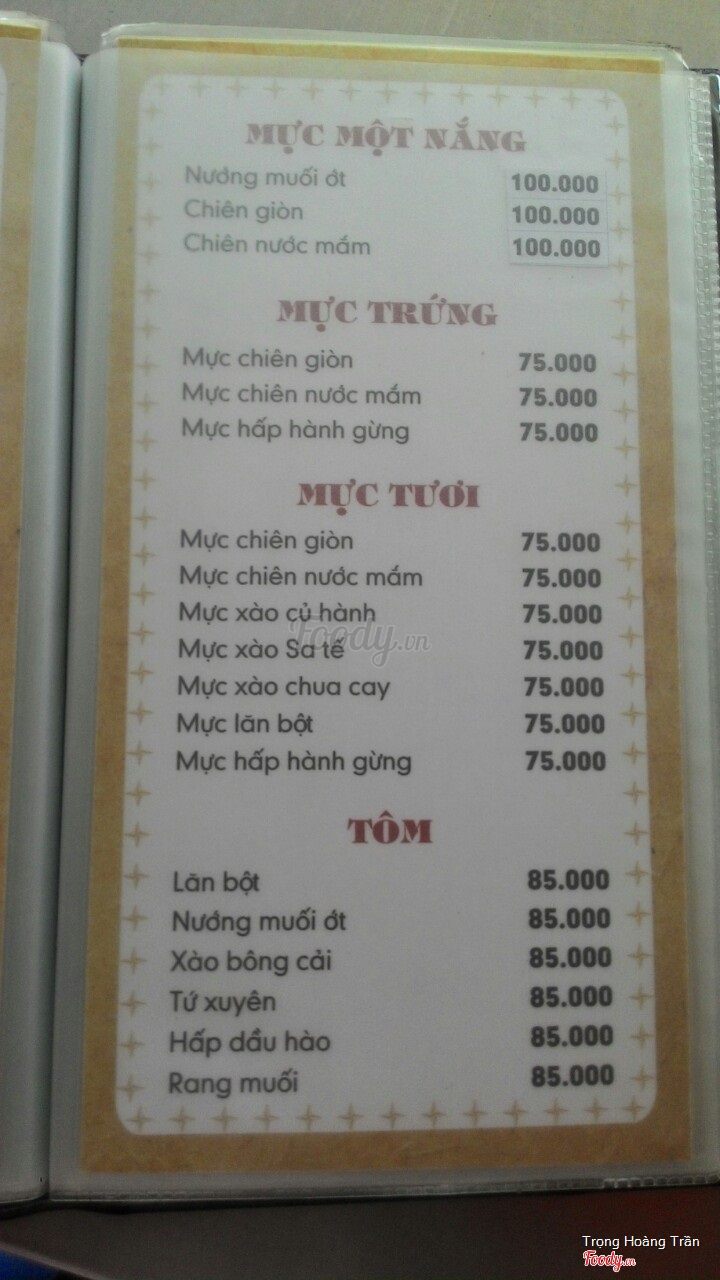 MỰC MỘT NẮNG
Nướng muối ớt 100.000
Chiên giòn 100.000
Chiên nước mắm 100.000
MỰC TRỨNG
Mực chiên giòn 75.000
Mực chiên nước mắm 75.000
Mực hấp hành gừng 75.000
MỰC TƯƠI
Mực chiên giòn 75.000
Mực chiên nước mắm 75.000
Mực xào củ hành 75.000
Mực xào Sa tế 75.000
Mực xào chua cay 75.000
Mực lăn bột 75.000
Mực hấp hành gừng 75.000
TÔM
Lăn bột 85.000
Nướng muối ớt 85.000
Xào bông cải 85.000
Tứ xuyên 85.000
Hấp dầu hào 85.000
Rang muối 85.000
Foody.vn
Trọng Hoàng Trần
Foody.vn